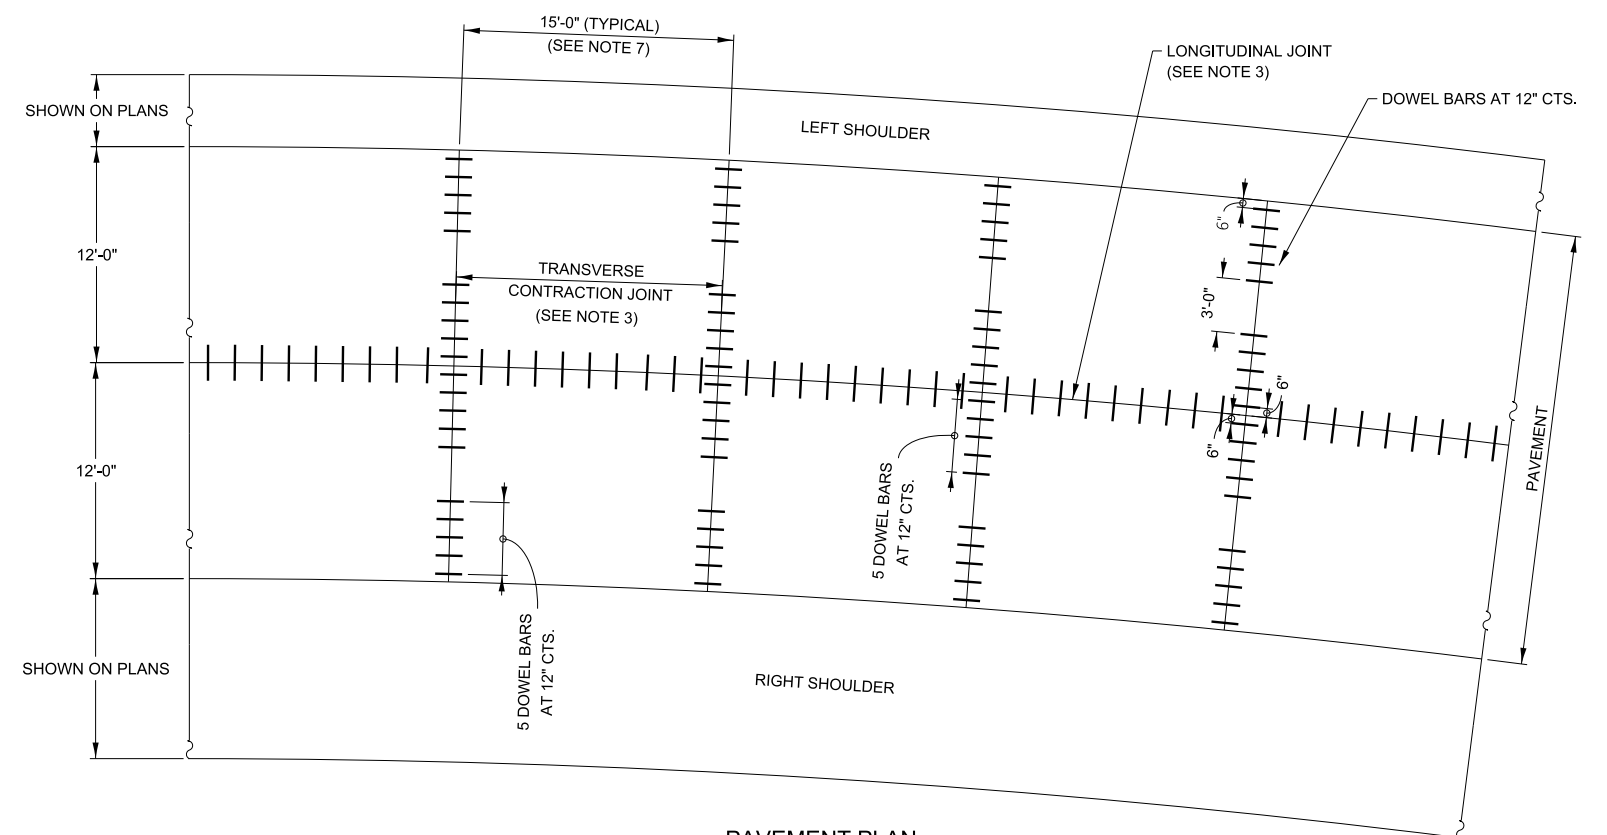 15'-0" (TYPICAL)
(SEE NOTE 7)
LONGITUDINAL JOINT
(SEE NOTE 3)
DOWEL BARS AT 12" CTS.
SHOWN ON PLANS
LEFT SHOULDER
12'-0"
6"
TRANSVERSE
CONTRACTION JOINT
(SEE NOTE 3)
3'-0"
6"
6"
PAVEMENT
12'-0"
5 DOWEL BARS
AT 12" CTS.
5 DOWEL BARS
AT 12" CTS.
SHOWN ON PLANS
RIGHT SHOULDER
PAVEMENT PLAN